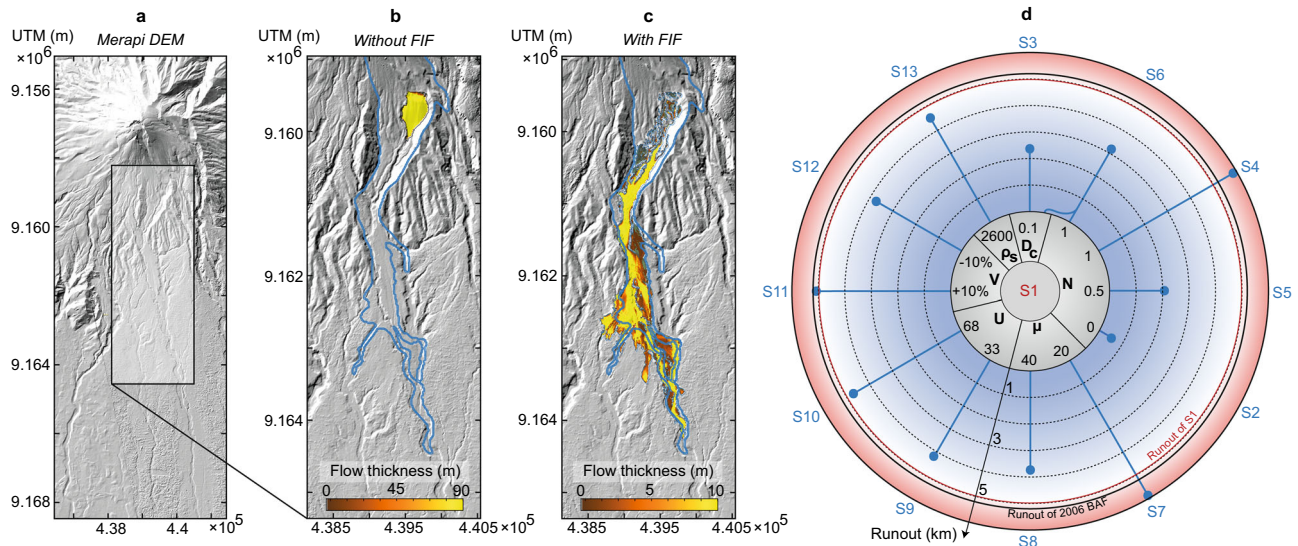 a
Merapi DEM
UTM (m)
×10⁶
9.156
9.160
9.164
9.168
4.38
4.4
×10⁵
b
Without FIF
UTM (m)
×10⁶
9.160
9.162
9.164
Flow thickness (m)
0 45 90
4.385 4.395 4.405 ×10⁵
c
With FIF
UTM (m)
×10⁶
9.160
9.162
9.164
Flow thickness (m)
0 5 10
4.385 4.395 4.405 ×10⁵
d
S3
S13
S6
S12
S4
S11
S5
S10
S2
S9
S7
S8
S1
2600
ρs
0.1
Dc
1
1
N
0.5
0
-10%
V
+10%
U
68
33
μ
40
20
1
3
5
Runout (km)
Runout of S1
Runout of 2006 BAF